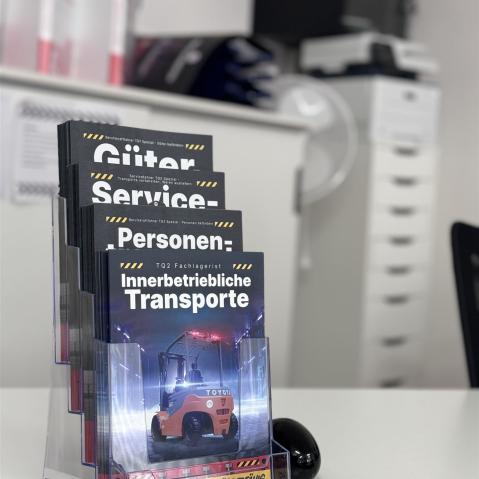 Güter
Service-
Personen-
TQ2 Fachlagerist:
Innerbetriebliche
Transporte
TOYOTA